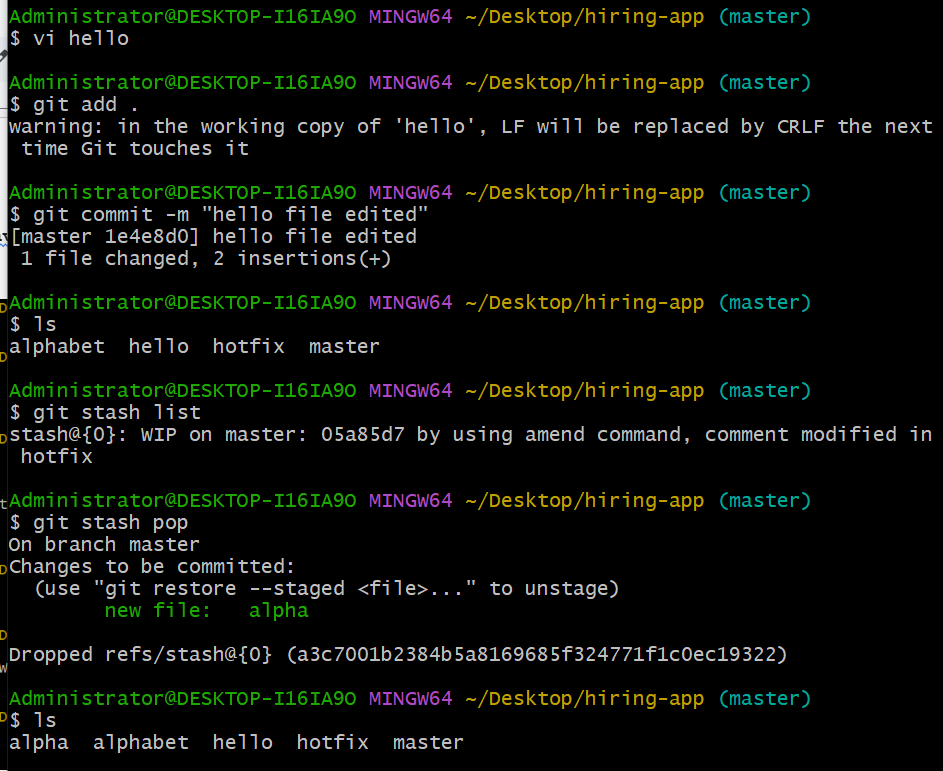 Administrator@DESKTOP-I16IA9O MINGW64 ~/Desktop/hiring-app (master)
$ vi hello
Administrator@DESKTOP-I16IA9O MINGW64 ~/Desktop/hiring-app (master)
$ git add .
warning: in the working copy of 'hello', LF will be replaced by CRLF the next
 time Git touches it
Administrator@DESKTOP-I16IA9O MINGW64 ~/Desktop/hiring-app (master)
$ git commit -m "hello file edited"
[master 1e4e8d0] hello file edited
 1 file changed, 2 insertions(+)
Administrator@DESKTOP-I16IA9O MINGW64 ~/Desktop/hiring-app (master)
$ ls
alphabet  hello  hotfix  master
Administrator@DESKTOP-I16IA9O MINGW64 ~/Desktop/hiring-app (master)
$ git stash list
stash@{0}: WIP on master: 05a85d7 by using amend command, comment modified in
 hotfix
Administrator@DESKTOP-I16IA9O MINGW64 ~/Desktop/hiring-app (master)
$ git stash pop
On branch master
Changes to be committed:
  (use "git restore --staged <file>..." to unstage)
        new file:   alpha
Dropped refs/stash@{0} (a3c7001b2384b5a8169685f324771f1c0ec19322)
Administrator@DESKTOP-I16IA9O MINGW64 ~/Desktop/hiring-app (master)
$ ls
alpha  alphabet  hello  hotfix  master